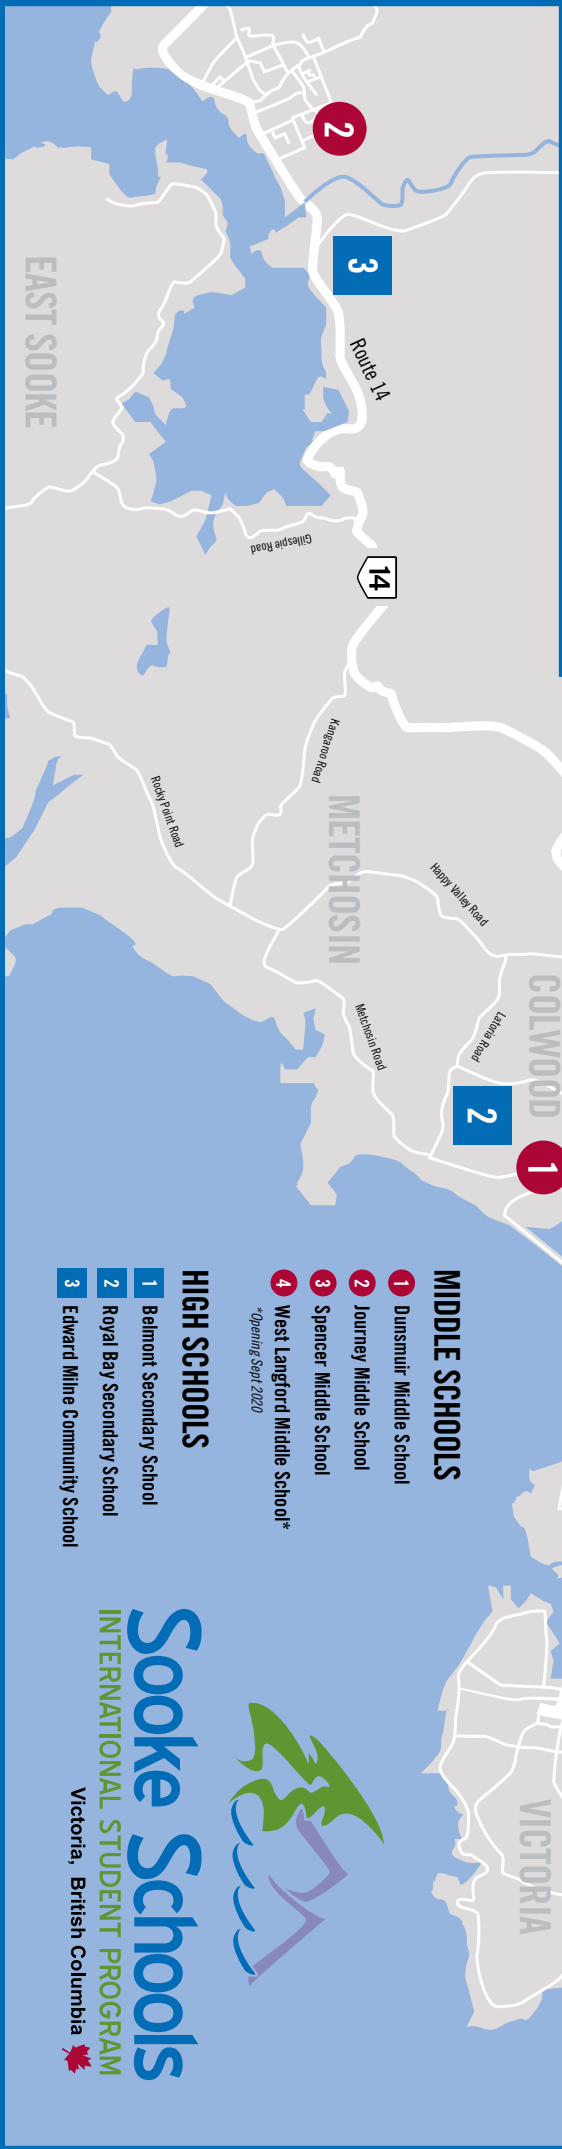 2
3
Route 14
EAST SOOKE
Gillespie Road
14
Kangaroo Road
Rocky Point Road
METCHOSIN
Happy Valley Road
COLWOOD
Latoria Road
Metchosin Road
2
1
MIDDLE SCHOOLS
1 Dunsmuir Middle School
2 Journey Middle School
3 Spencer Middle School
4 West Langford Middle School*
*Opening Sept 2020
HIGH SCHOOLS
1 Belmont Secondary School
2 Royal Bay Secondary School
3 Edward Milne Community School
VICTORIA
Sooke Schools
INTERNATIONAL STUDENT PROGRAM
Victoria, British Columbia